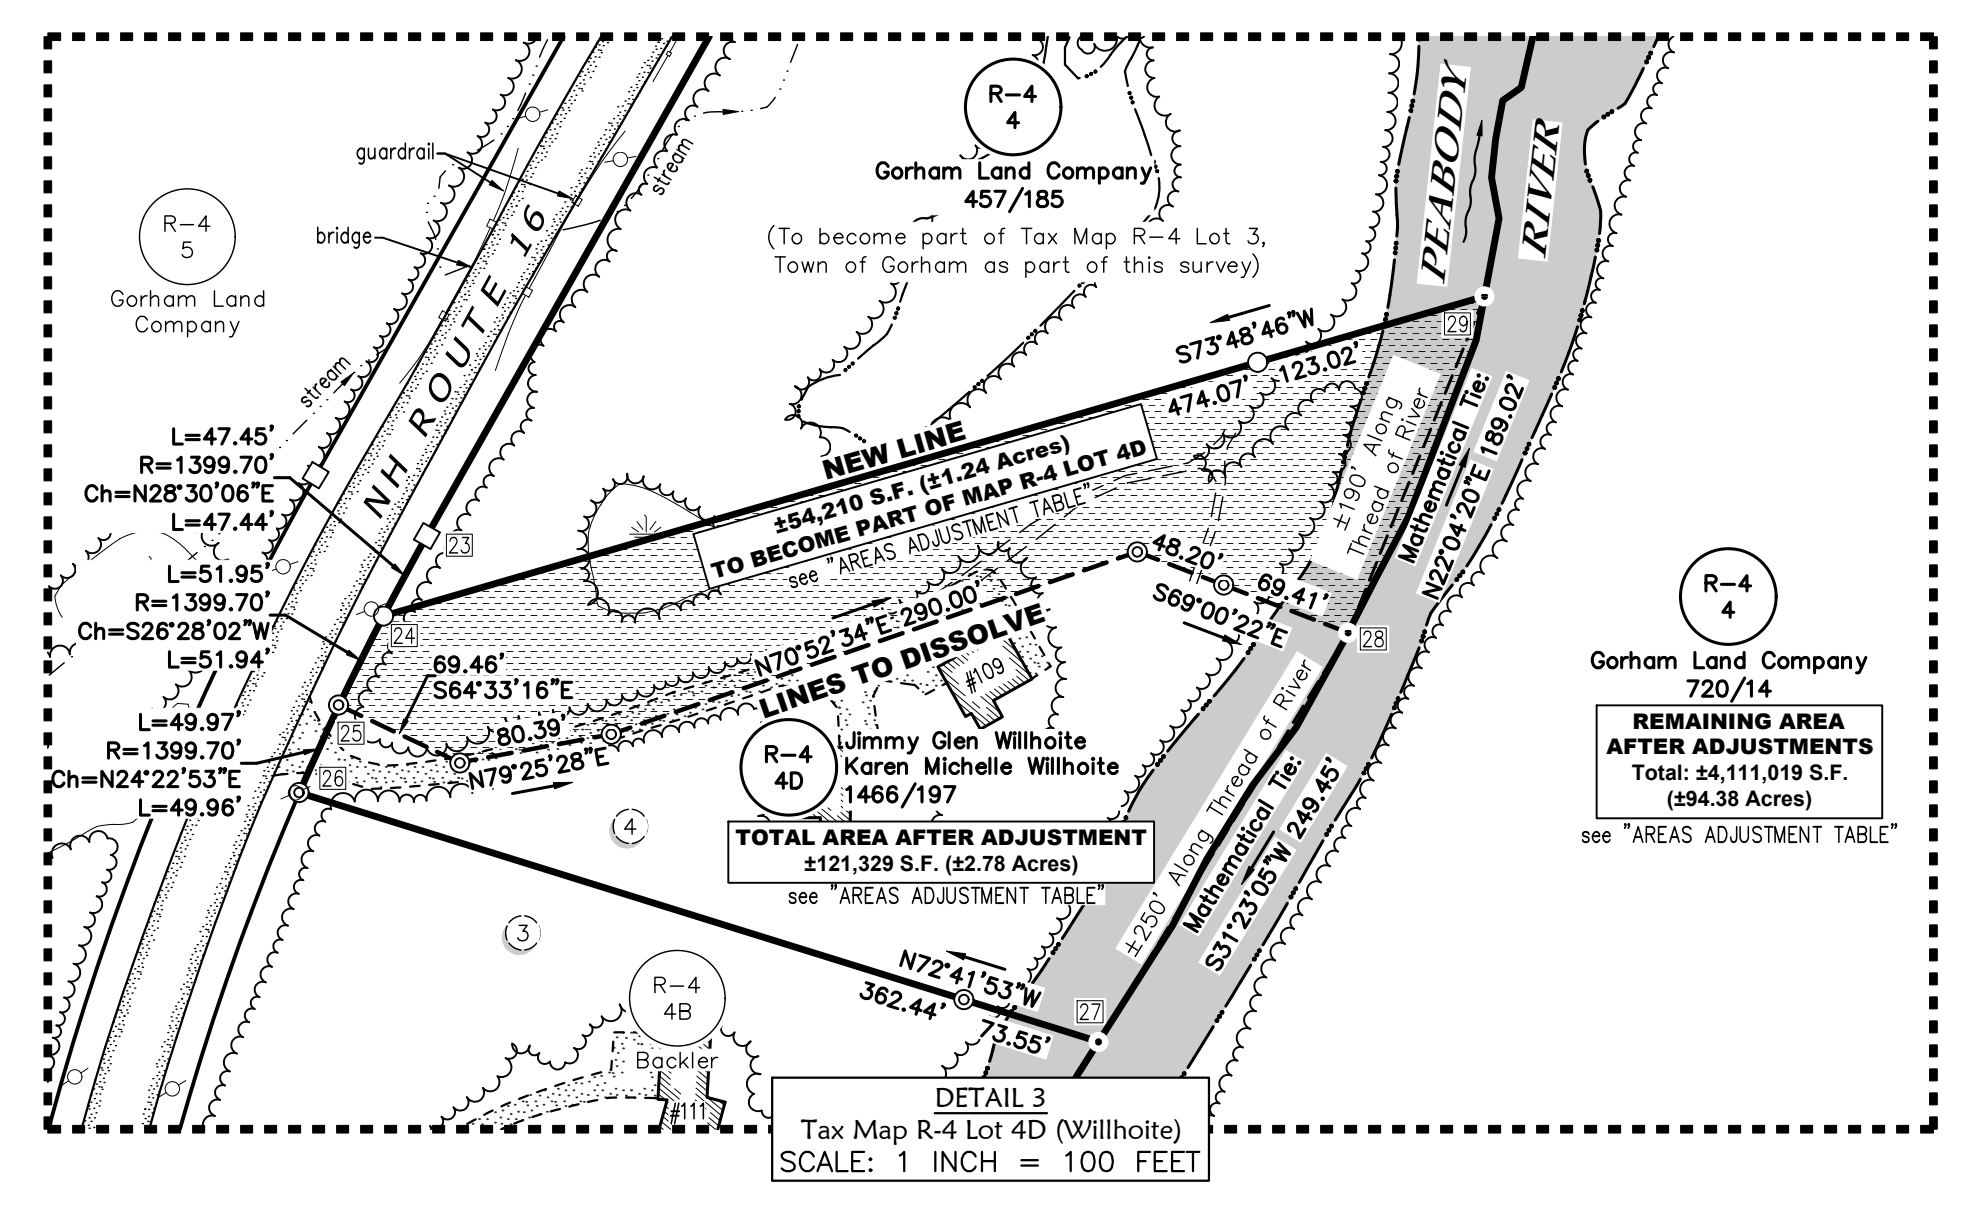 guardrail
bridge
stream
stream
NH ROUTE 16
R-4
5
Gorham Land
Company
R-4
4
Gorham Land Company
457/185
(To become part of Tax Map R-4 Lot 3,
Town of Gorham as part of this survey)
PEABODY
RIVER
L=47.45'
R=1399.70'
Ch=N28°30'06"E
L=47.44'
L=51.95'
R=1399.70'
Ch=S26°28'02"W
L=51.94'
L=49.97'
R=1399.70'
Ch=N24°22'53"E
L=49.96'
23
24
25
26
27
28
29
S73°48'46"W
474.07'
123.02'
NEW LINE
±54,210 S.F. (±1.24 Acres)
TO BECOME PART OF MAP R-4 LOT 4D
see "AREAS ADJUSTMENT TABLE"
±190' Along
Thread of River
Mathematical Tie:
N22°04'20"E 189.02'
48.20'
69.41'
S69°00'22"E
N70°52'34"E 290.00'
LINES TO DISSOLVE
69.46'
S64°33'16"E
80.39'
N79°25'28"E
#109
R-4
4D
Jimmy Glen Willhoite
Karen Michelle Willhoite
1466/197
TOTAL AREA AFTER ADJUSTMENT
±121,329 S.F. (±2.78 Acres)
see "AREAS ADJUSTMENT TABLE"
±250' Along Thread of River
Mathematical Tie:
S31°23'05"W 249.45'
R-4
4
Gorham Land Company
720/14
REMAINING AREA
AFTER ADJUSTMENTS
Total: ±4,111,019 S.F.
(±94.38 Acres)
see "AREAS ADJUSTMENT TABLE"
4
3
N72°41'53"W
362.44'
73.55'
R-4
4B
Backler
#111
DETAIL 3
Tax Map R-4 Lot 4D (Willhoite)
SCALE: 1 INCH = 100 FEET